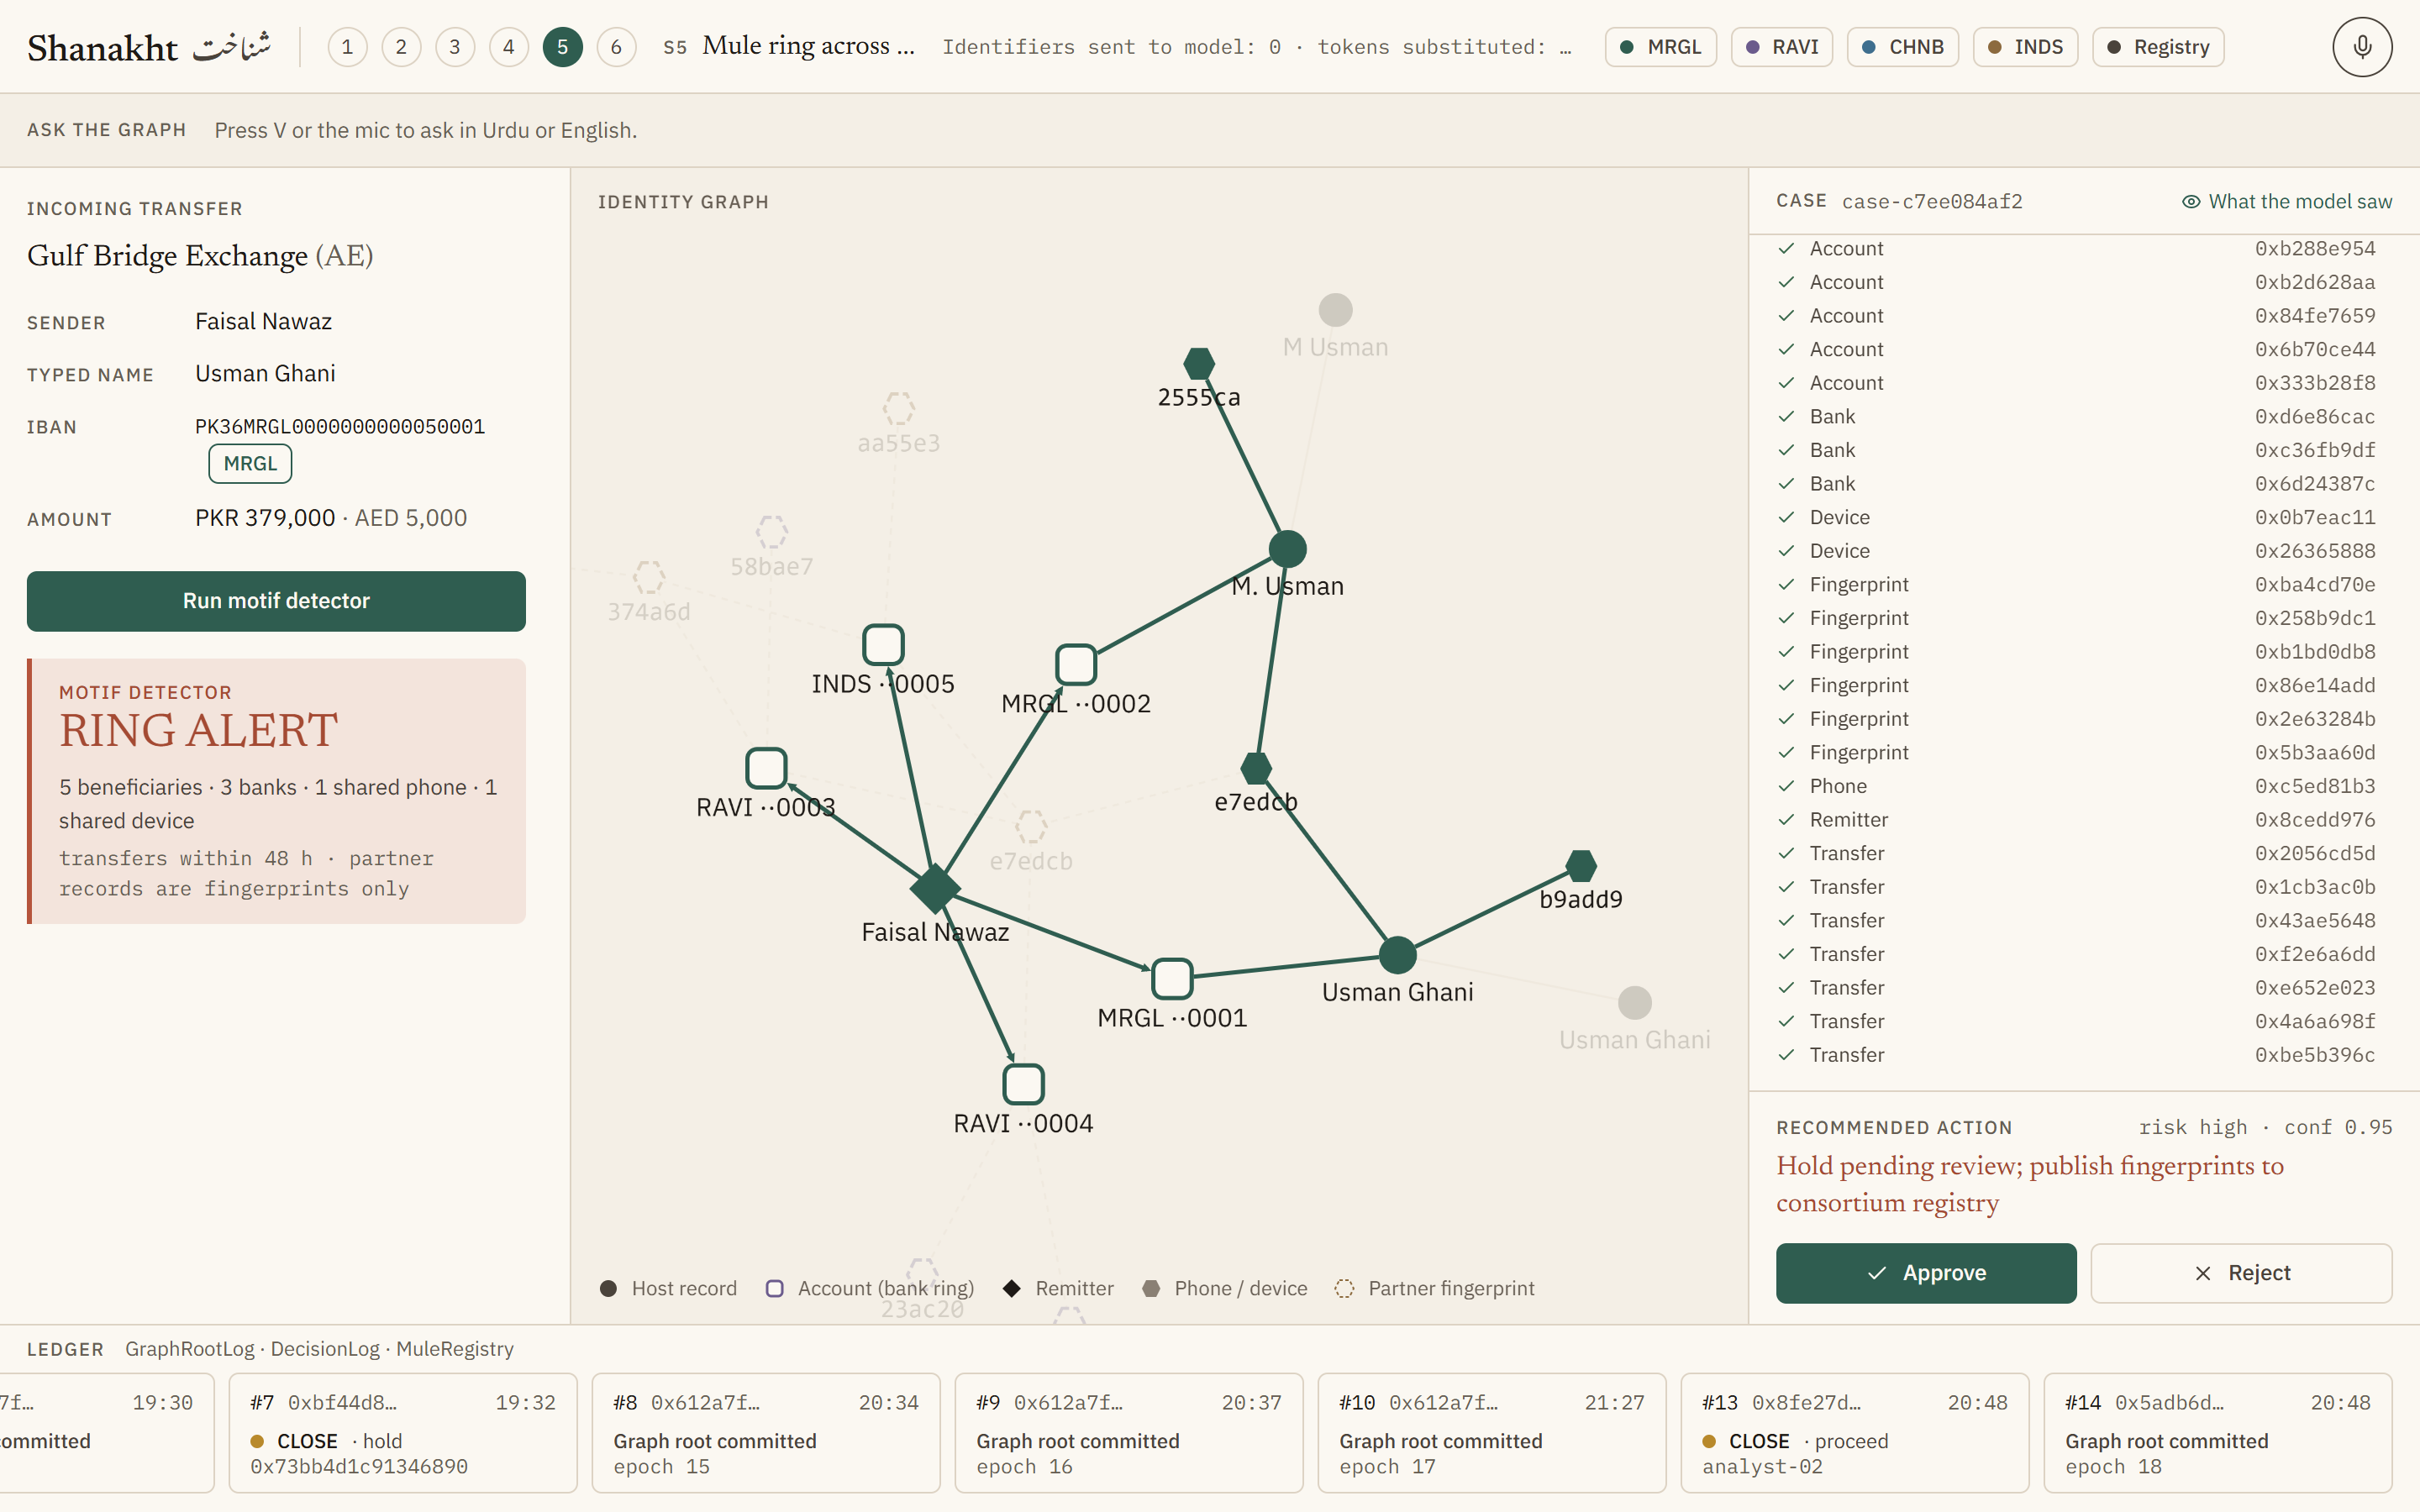 Shanakht شناخت
1 2 3 4 5 6
S5 Mule ring across …
Identifiers sent to model: 0 · tokens substituted: …
MRGL RAVI CHNB INDS Registry
ASK THE GRAPH Press V or the mic to ask in Urdu or English.
INCOMING TRANSFER
Gulf Bridge Exchange (AE)
SENDER Faisal Nawaz
TYPED NAME Usman Ghani
IBAN PK36MRGL0000000000050001
MRGL
AMOUNT PKR 379,000 · AED 5,000
Run motif detector
MOTIF DETECTOR
RING ALERT
5 beneficiaries · 3 banks · 1 shared phone · 1
shared device
transfers within 48 h · partner
records are fingerprints only
IDENTITY GRAPH
M Usman
2555ca
aa55e3
58bae7
M. Usman
374a6d
INDS ··0005
MRGL ··0002
RAVI ··0003
e7edcb
e7edcb
b9add9
Faisal Nawaz
Usman Ghani
MRGL ··0001
Usman Ghani
RAVI ··0004
Host record Account (bank ring) Remitter Phone / device Partner fingerprint
23ac20
CASE case-c7ee084af2 What the model saw
Account 0xb288e954
Account 0xb2d628aa
Account 0x84fe7659
Account 0x6b70ce44
Account 0x333b28f8
Bank 0xd6e86cac
Bank 0xc36fb9df
Bank 0x6d24387c
Device 0x0b7eac11
Device 0x26365888
Fingerprint 0xba4cd70e
Fingerprint 0x258b9dc1
Fingerprint 0xb1bd0db8
Fingerprint 0x86e14add
Fingerprint 0x2e63284b
Fingerprint 0x5b3aa60d
Phone 0xc5ed81b3
Remitter 0x8cedd976
Transfer 0x2056cd5d
Transfer 0x1cb3ac0b
Transfer 0x43ae5648
Transfer 0xf2e6a6dd
Transfer 0xe652e023
Transfer 0x4a6a698f
Transfer 0xbe5b396c
RECOMMENDED ACTION risk high · conf 0.95
Hold pending review; publish fingerprints to
consortium registry
Approve Reject
LEDGER GraphRootLog · DecisionLog · MuleRegistry
7f… 19:30
ommitted
#7 0xbf44d8… 19:32
CLOSE · hold
0x73bb4d1c91346890
#8 0x612a7f… 20:34
Graph root committed
epoch 15
#9 0x612a7f… 20:37
Graph root committed
epoch 16
#10 0x612a7f… 21:27
Graph root committed
epoch 17
#13 0x8fe27d… 20:48
CLOSE · proceed
analyst-02
#14 0x5adb6d… 20:48
Graph root committed
epoch 18